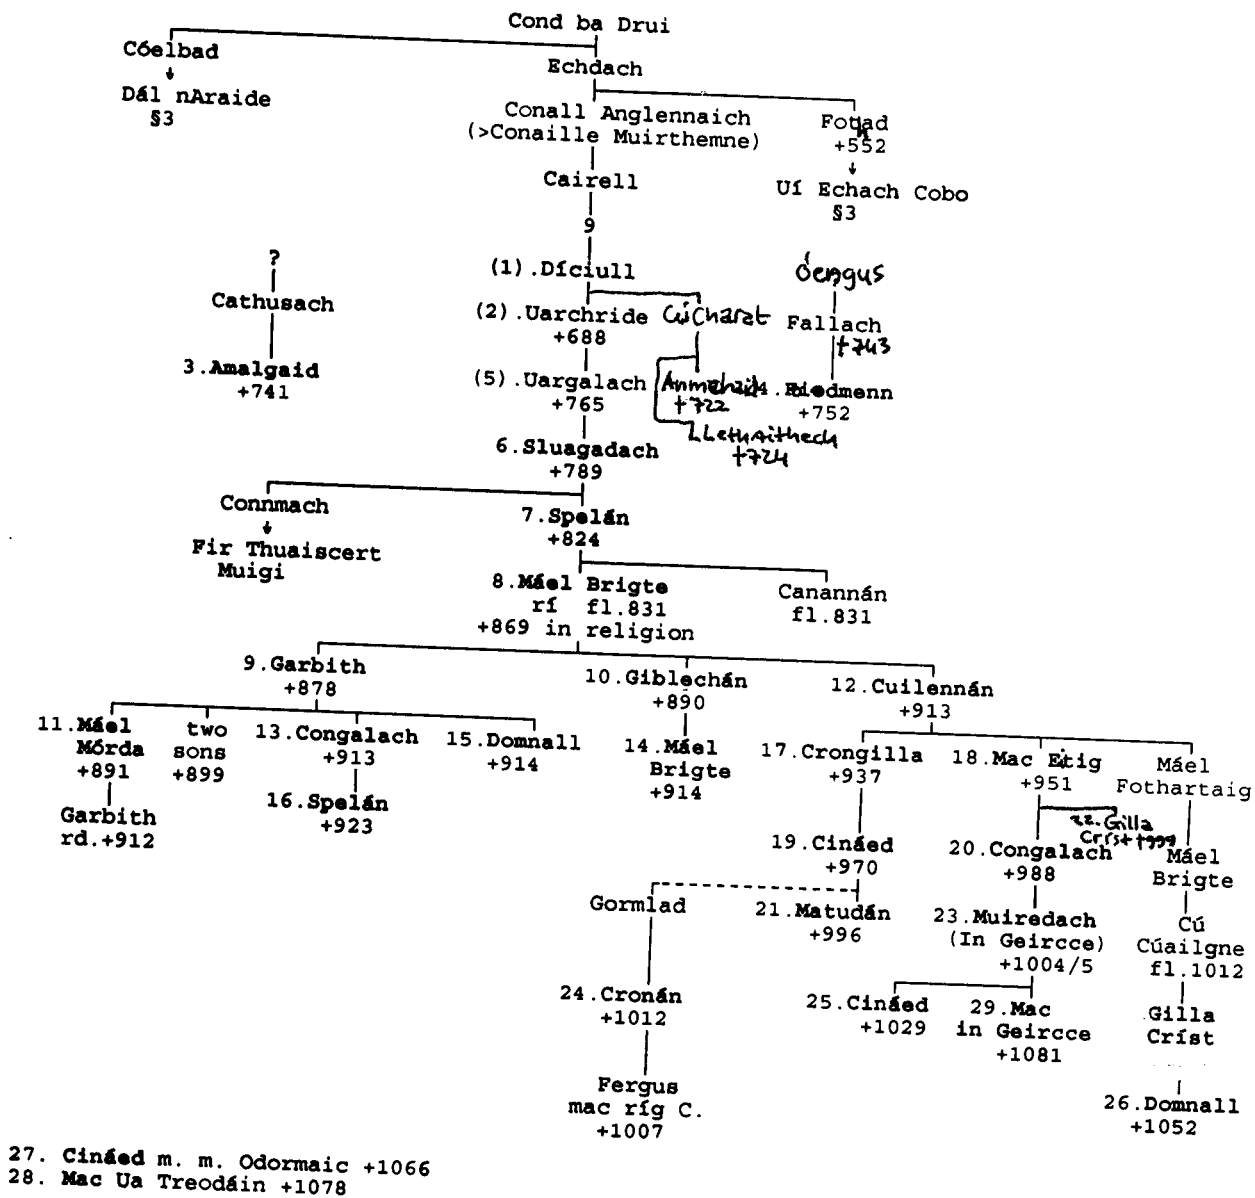 Cond ba Drui
Cóelbad
Echdach
Dál nAraide
§3
Conall Anglennaich
(>Conaille Muirthemne)
Fothad
+552
Cairell
Uí Echach Cobo
§3
9
?
(1).Díciull
Óengus
Cathusach
(2).Uarchride
+688
CúCharat
Fallach
+743
3.Amalgaid
+741
(5).Uargalach
+765
+722
4.
+752
Llethaithech
+724
6.Sluagadach
+789
Connmach
7.Spelán
+824
Fir Thuaiscert
Muigi
8.Máel Brigte
rí fl.831
+869 in religion
Canannán
fl.831
9.Garbith
+878
10.Giblechán
+890
12.Cuilennán
+913
11.Máel
Mórda
+891
two
sons
+899
13.Congalach
+913
15.Domnall
+914
14.Máel
Brigte
+914
17.Crongilla
+937
18.Mac Etig
+951
Máel
Fothartaig
Garbith
rd.+912
16.Spelán
+923
22.Gilla
Críst +999
19.Cináed
+970
20.Congalach
+988
Máel
Brigte
Gormlad
21.Matudán
+996
23.Muiredach
(In Geircce)
+1004/5
Cú
Cúailgne
fl.1012
24.Cronán
+1012
25.Cináed
+1029
29.Mac
in Geircce
+1081
Gilla
Críst
Fergus
mac ríg C.
+1007
26.Domnall
+1052
27. Cináed m. m. Odormaic +1066
28. Mac Ua Treodáin +1078